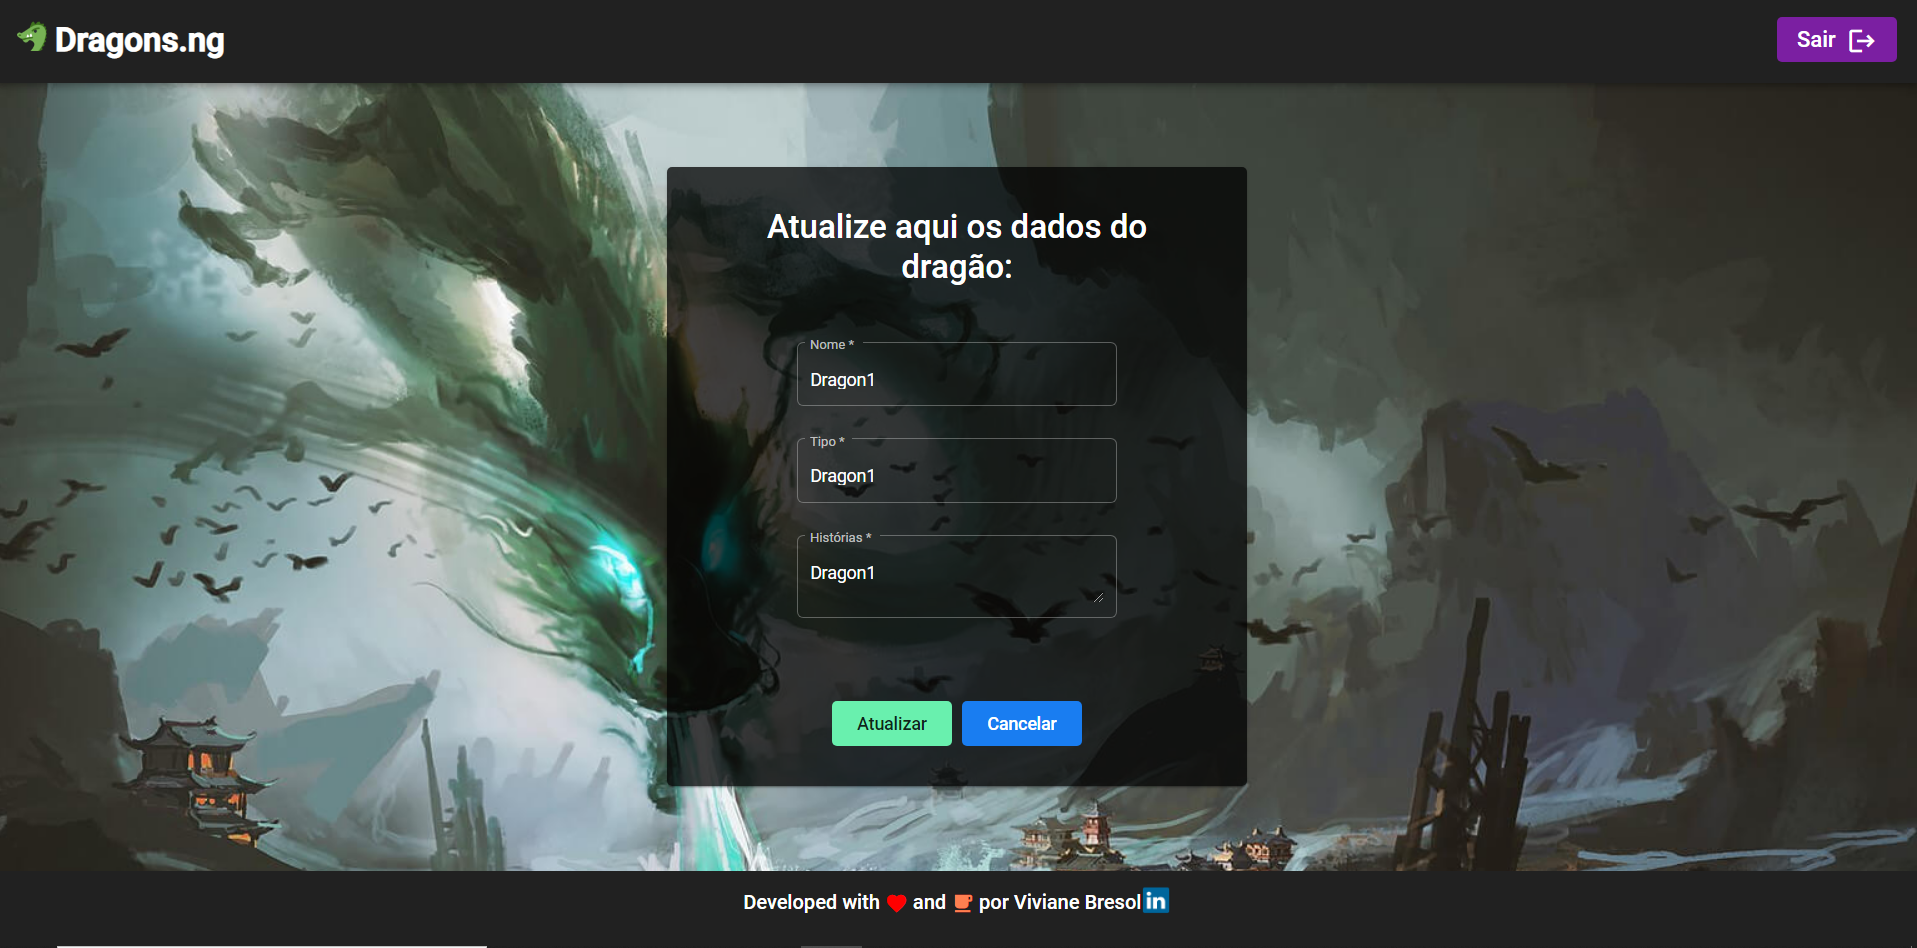 Dragons.ng
Sair
Atualize aqui os dados do
dragão:
Nome *
Dragon1
Tipo *
Dragon1
Histórias *
Dragon1
Atualizar Cancelar
Developed with and por Viviane Bresol in